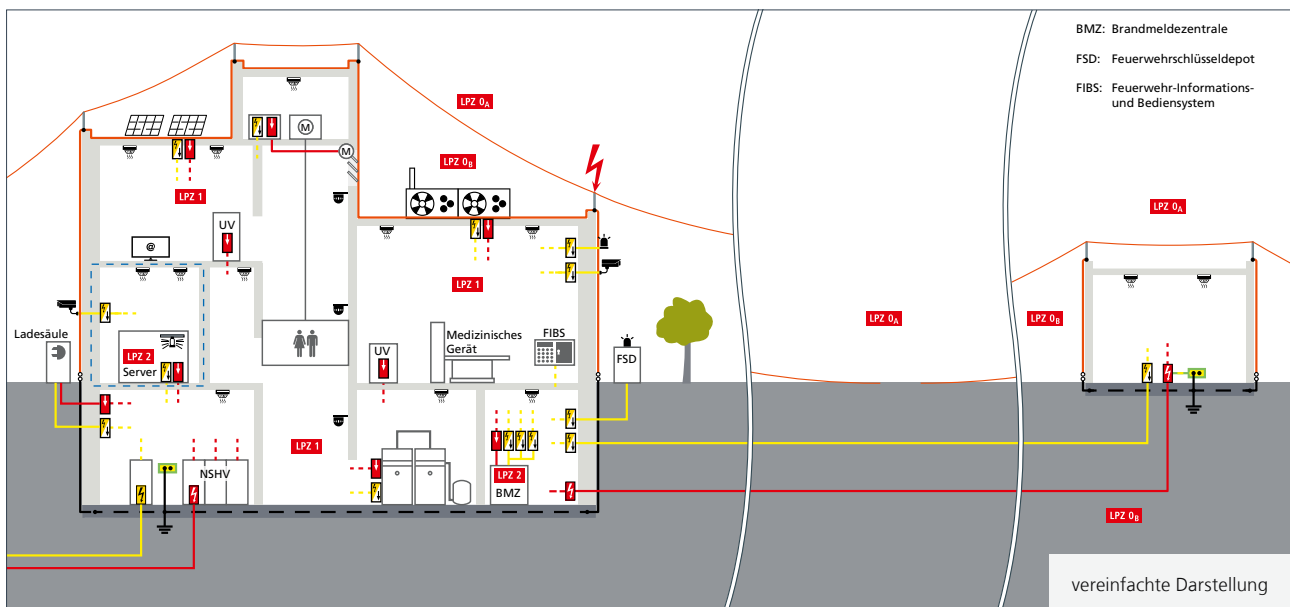 BMZ: Brandmeldezentrale
FSD: Feuerwehrschlüsseldepot
FIBS: Feuerwehr-Informations-
und Bediensystem
LPZ 0A
M
M
LPZ 0B
LPZ 1
UV
@
LPZ 1
LPZ 0A
LPZ 0A
LPZ 0B
Ladesäule
LPZ 2
Server
UV
Medizinisches
Gerät
FIBS
FSD
LPZ 1
NSHV
LPZ 2
BMZ
LPZ 0B
vereinfachte Darstellung